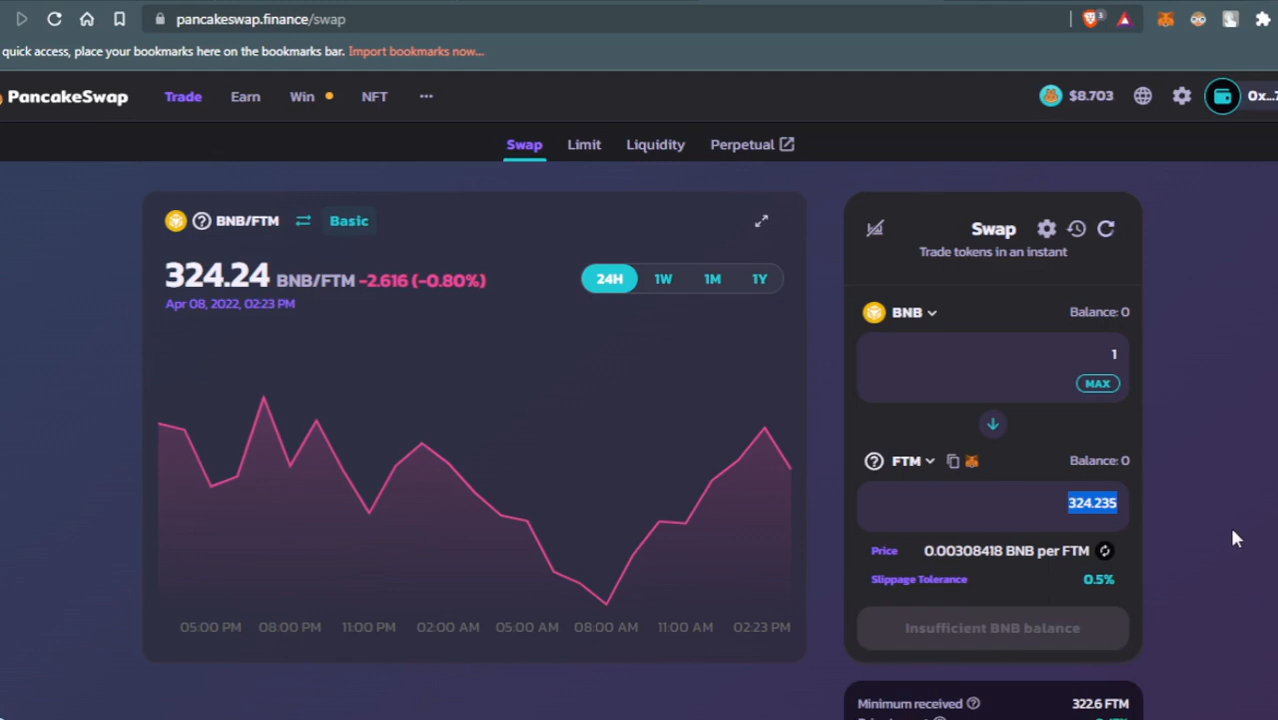 pancakeswap.finance/swap
3
quick access, place your bookmarks here on the bookmarks bar. Import bookmarks now...
PancakeSwap Trade Earn Win NFT ... $8.703 0x...7
Swap Limit Liquidity Perpetual
BNB/FTM Basic
324.24 BNB/FTM -2.616 (-0.80%)
Apr 08, 2022, 02:23 PM
24H 1W 1M 1Y
05:00 PM 08:00 PM 11:00 PM 02:00 AM 05:00 AM 08:00 AM 11:00 AM 02:23 PM
Swap
Trade tokens in an instant
BNB Balance: 0
1
MAX
FTM Balance: 0
324.235
Price 0.00308418 BNB per FTM
Slippage Tolerance 0.5%
Insufficient BNB balance
Minimum received 322.6 FTM